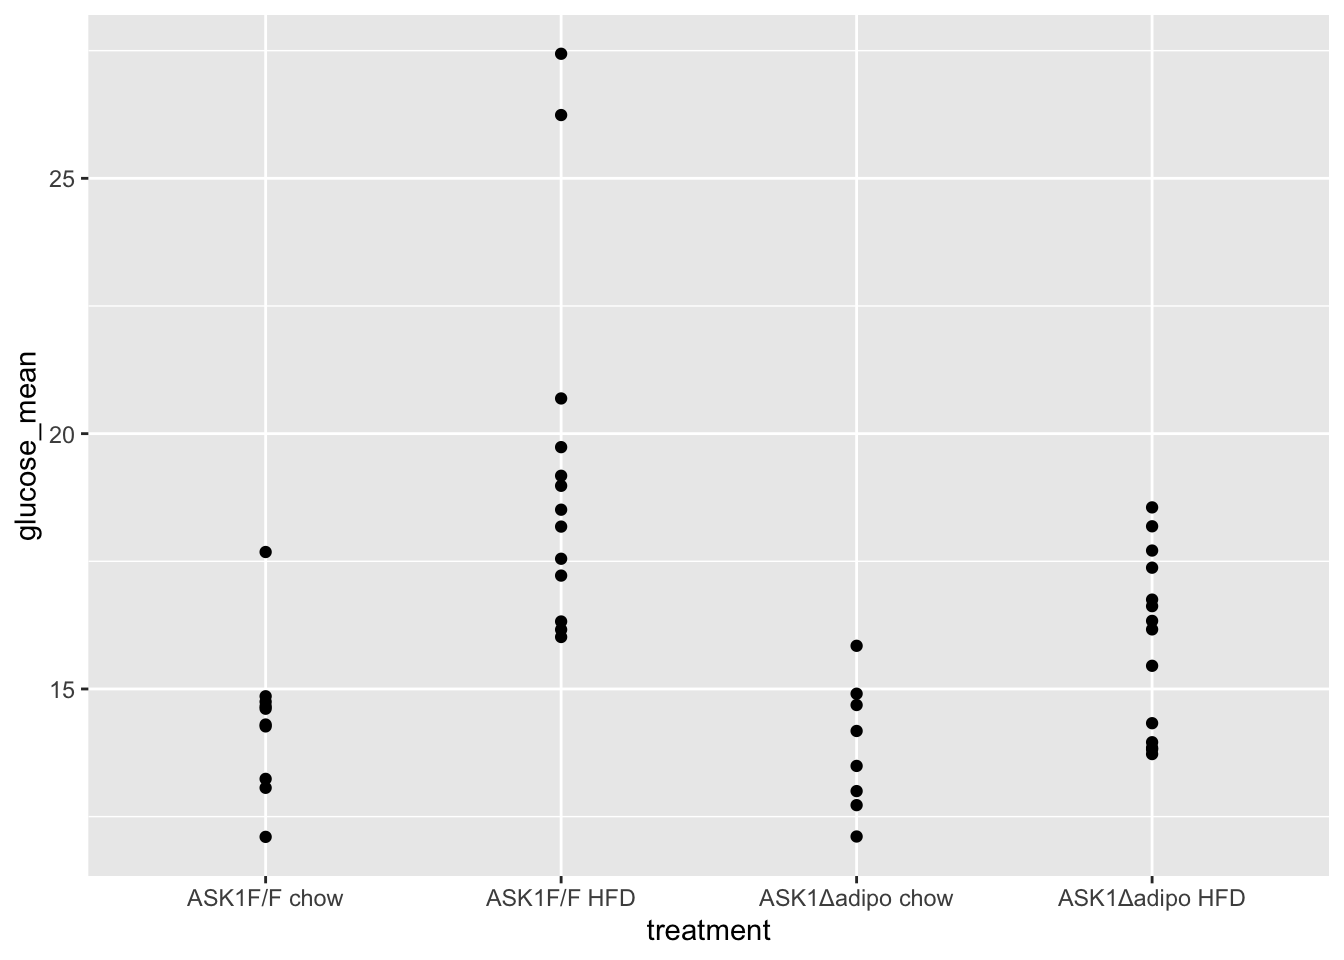 glucose_mean
25
20
15
ASK1F/F chow ASK1F/F HFD ASK1Δadipo chow ASK1Δadipo HFD
treatment